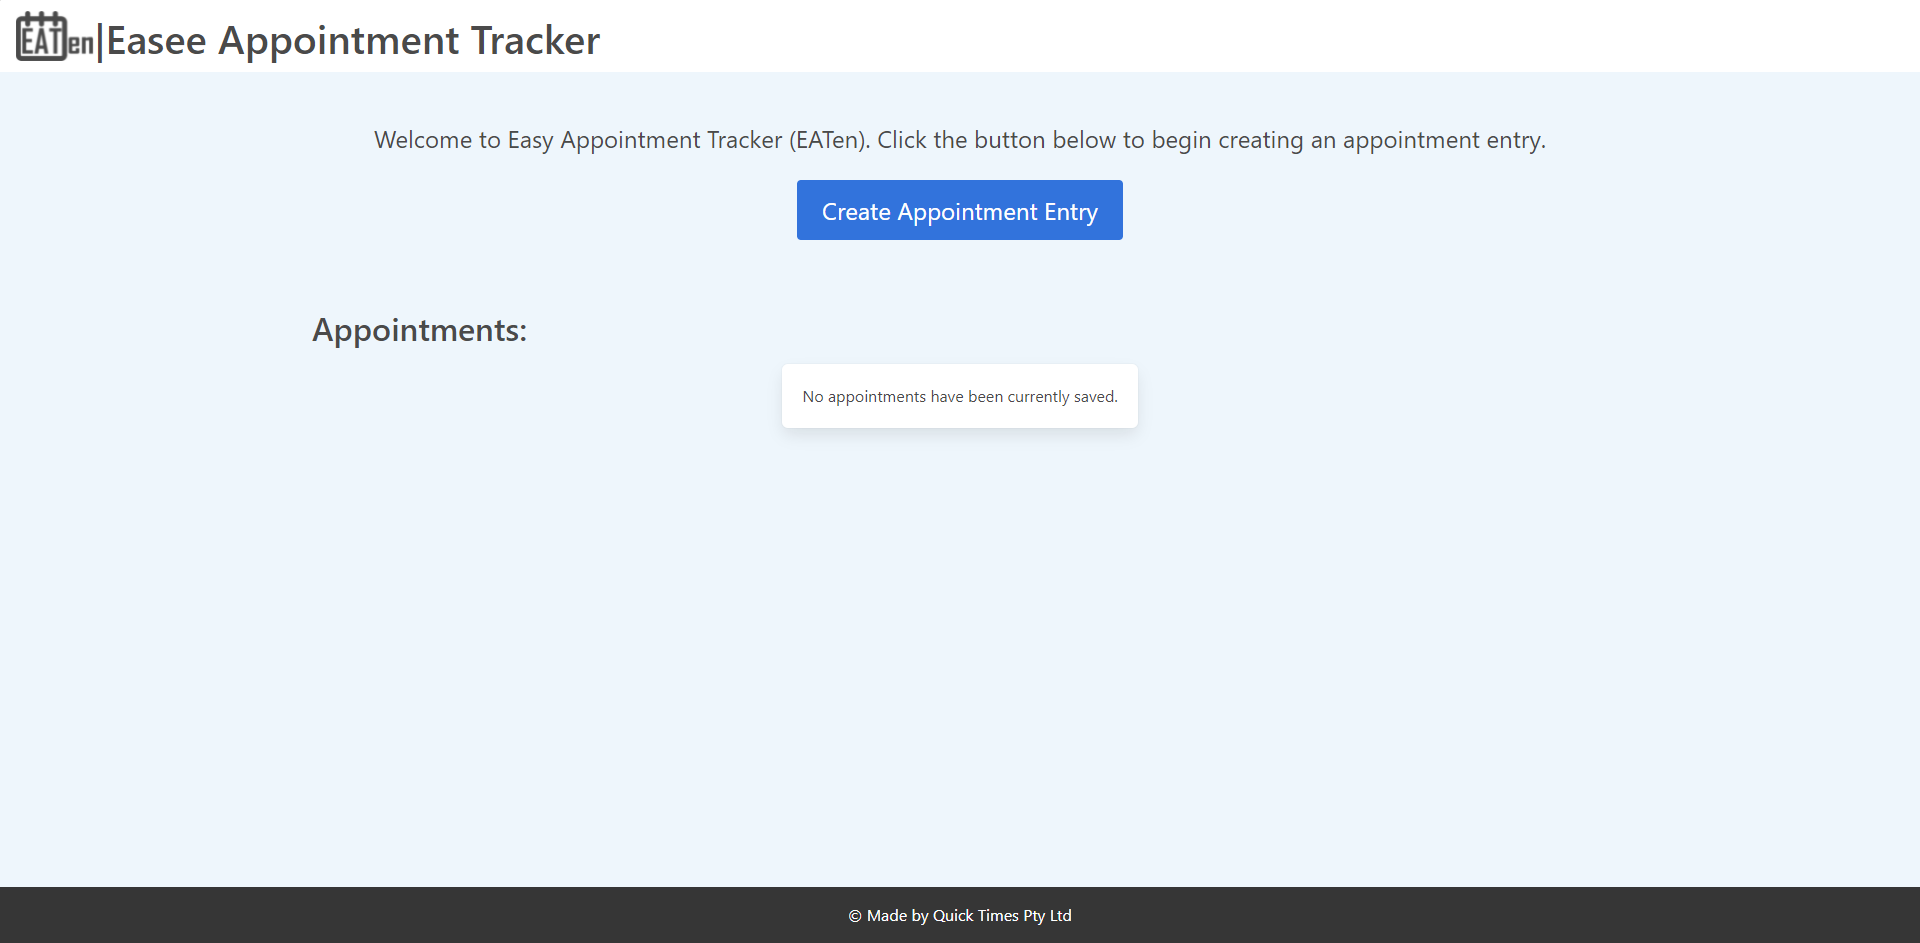 EATen|Easee Appointment Tracker
Welcome to Easy Appointment Tracker (EATen). Click the button below to begin creating an appointment entry.
Create Appointment Entry
Appointments:
No appointments have been currently saved.
© Made by Quick Times Pty Ltd